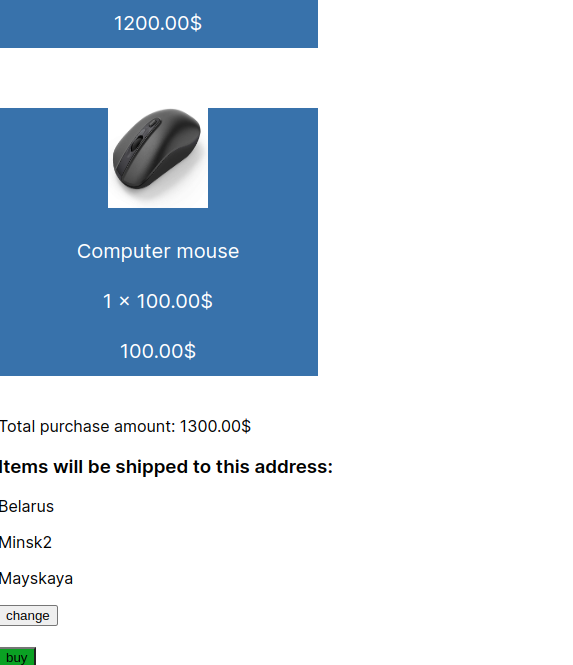 1200.00$
Computer mouse
1 × 100.00$
100.00$
Total purchase amount: 1300.00$
Items will be shipped to this address:
Belarus
Minsk2
Mayskaya
change
buy